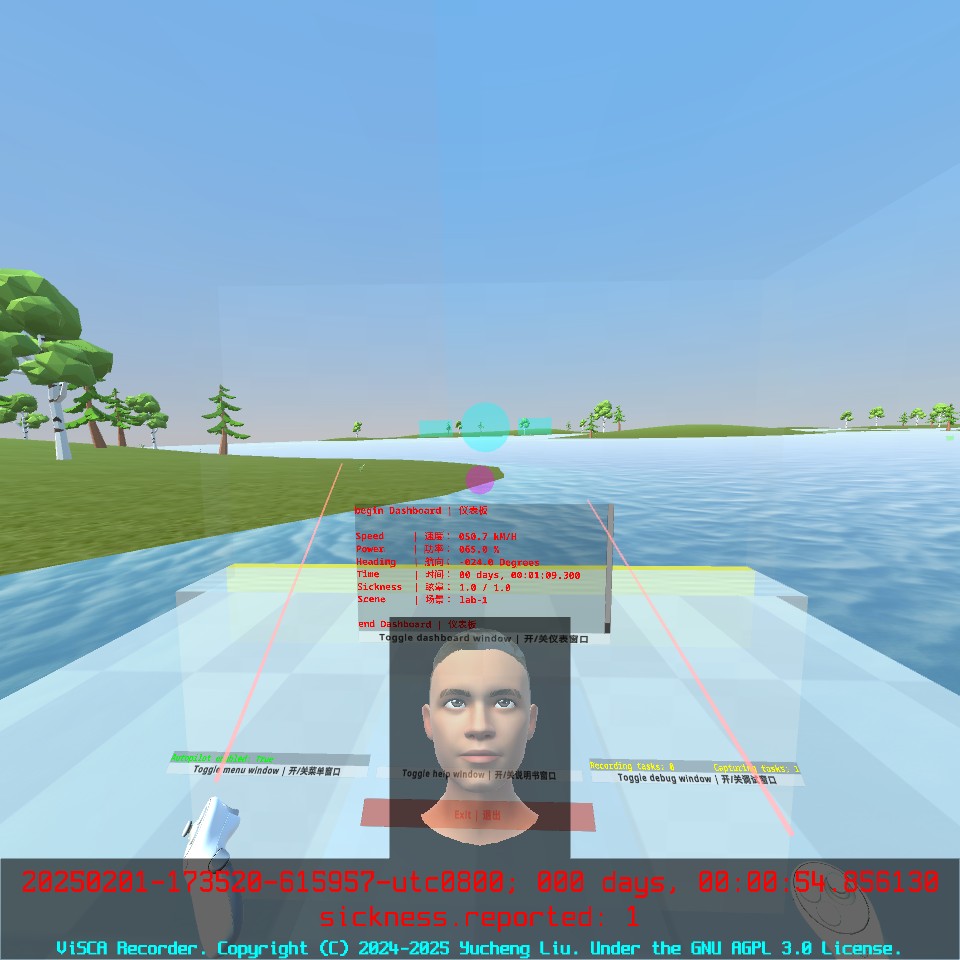 begin Dashboard | 仪表板
Speed | 速度： 050.7 kM/H
Power | 功率： 065.0 %
Heading | 航向： -024.0 Degrees
Time | 时间： 00 days, 00:01:09.300
Sickness | 眩晕： 1.0 / 1.0
Scene | 场景： lab-1
end Dashboard | 仪表板
Toggle dashboard window | 开/关仪表窗口
Autopilot enabled: True
Toggle menu window | 开/关菜单窗口
Toggle help window | 开/关说明书窗口
Recording tasks: 0 Capturing tasks: 1
Toggle debug window | 开/关调试窗口
Exit | 退出
20250201-173520-615957-utc0800; 000 days, 00:00:54.856130
sickness.reported: 1
ViSCA Recorder. Copyright (C) 2024-2025 Yucheng Liu. Under the GNU AGPL 3.0 License.